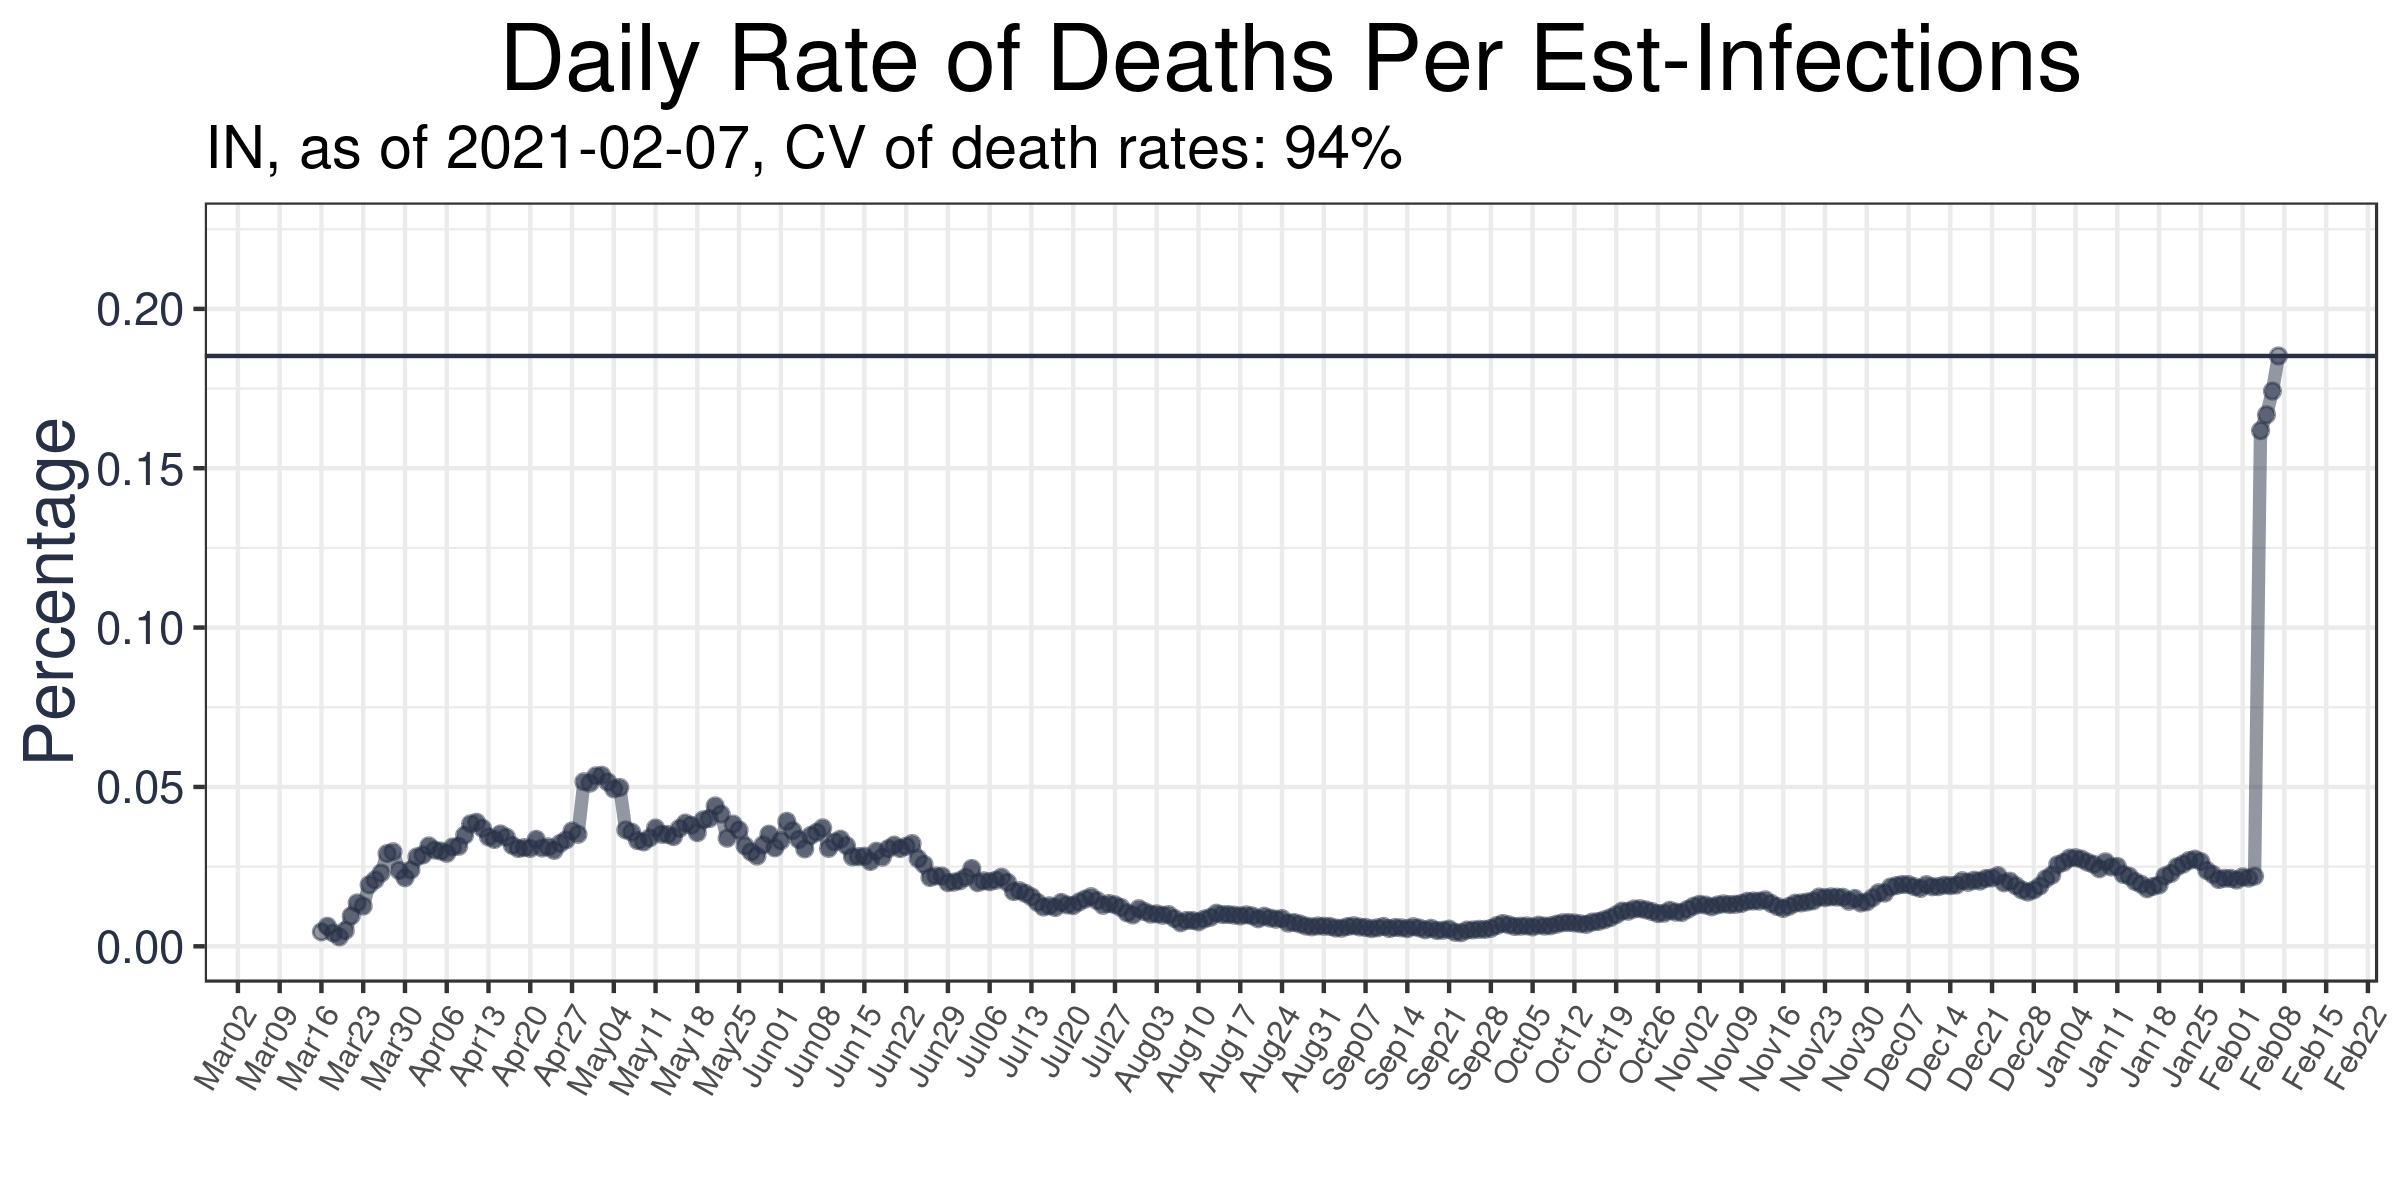 Daily Rate of Deaths Per Est-Infections
IN, as of 2021-02-07, CV of death rates: 94%
Percentage
0.20
0.15
0.10
0.05
0.00
Mar02
Mar09
Mar16
Mar23
Mar30
Apr06
Apr13
Apr20
Apr27
May04
May11
May18
May25
Jun01
Jun08
Jun15
Jun22
Jun29
Jul06
Jul13
Jul20
Jul27
Aug03
Aug10
Aug17
Aug24
Aug31
Sep07
Sep14
Sep21
Sep28
Oct05
Oct12
Oct19
Oct26
Nov02
Nov09
Nov16
Nov23
Nov30
Dec07
Dec14
Dec21
Dec28
Jan04
Jan11
Jan18
Jan25
Feb01
Feb08
Feb15
Feb22